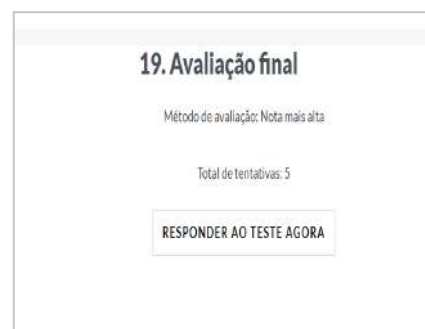 19. Avaliação final
Método de avaliação: Nota mais alta
Total de tentativas: 5
RESPONDER AO TESTE AGORA